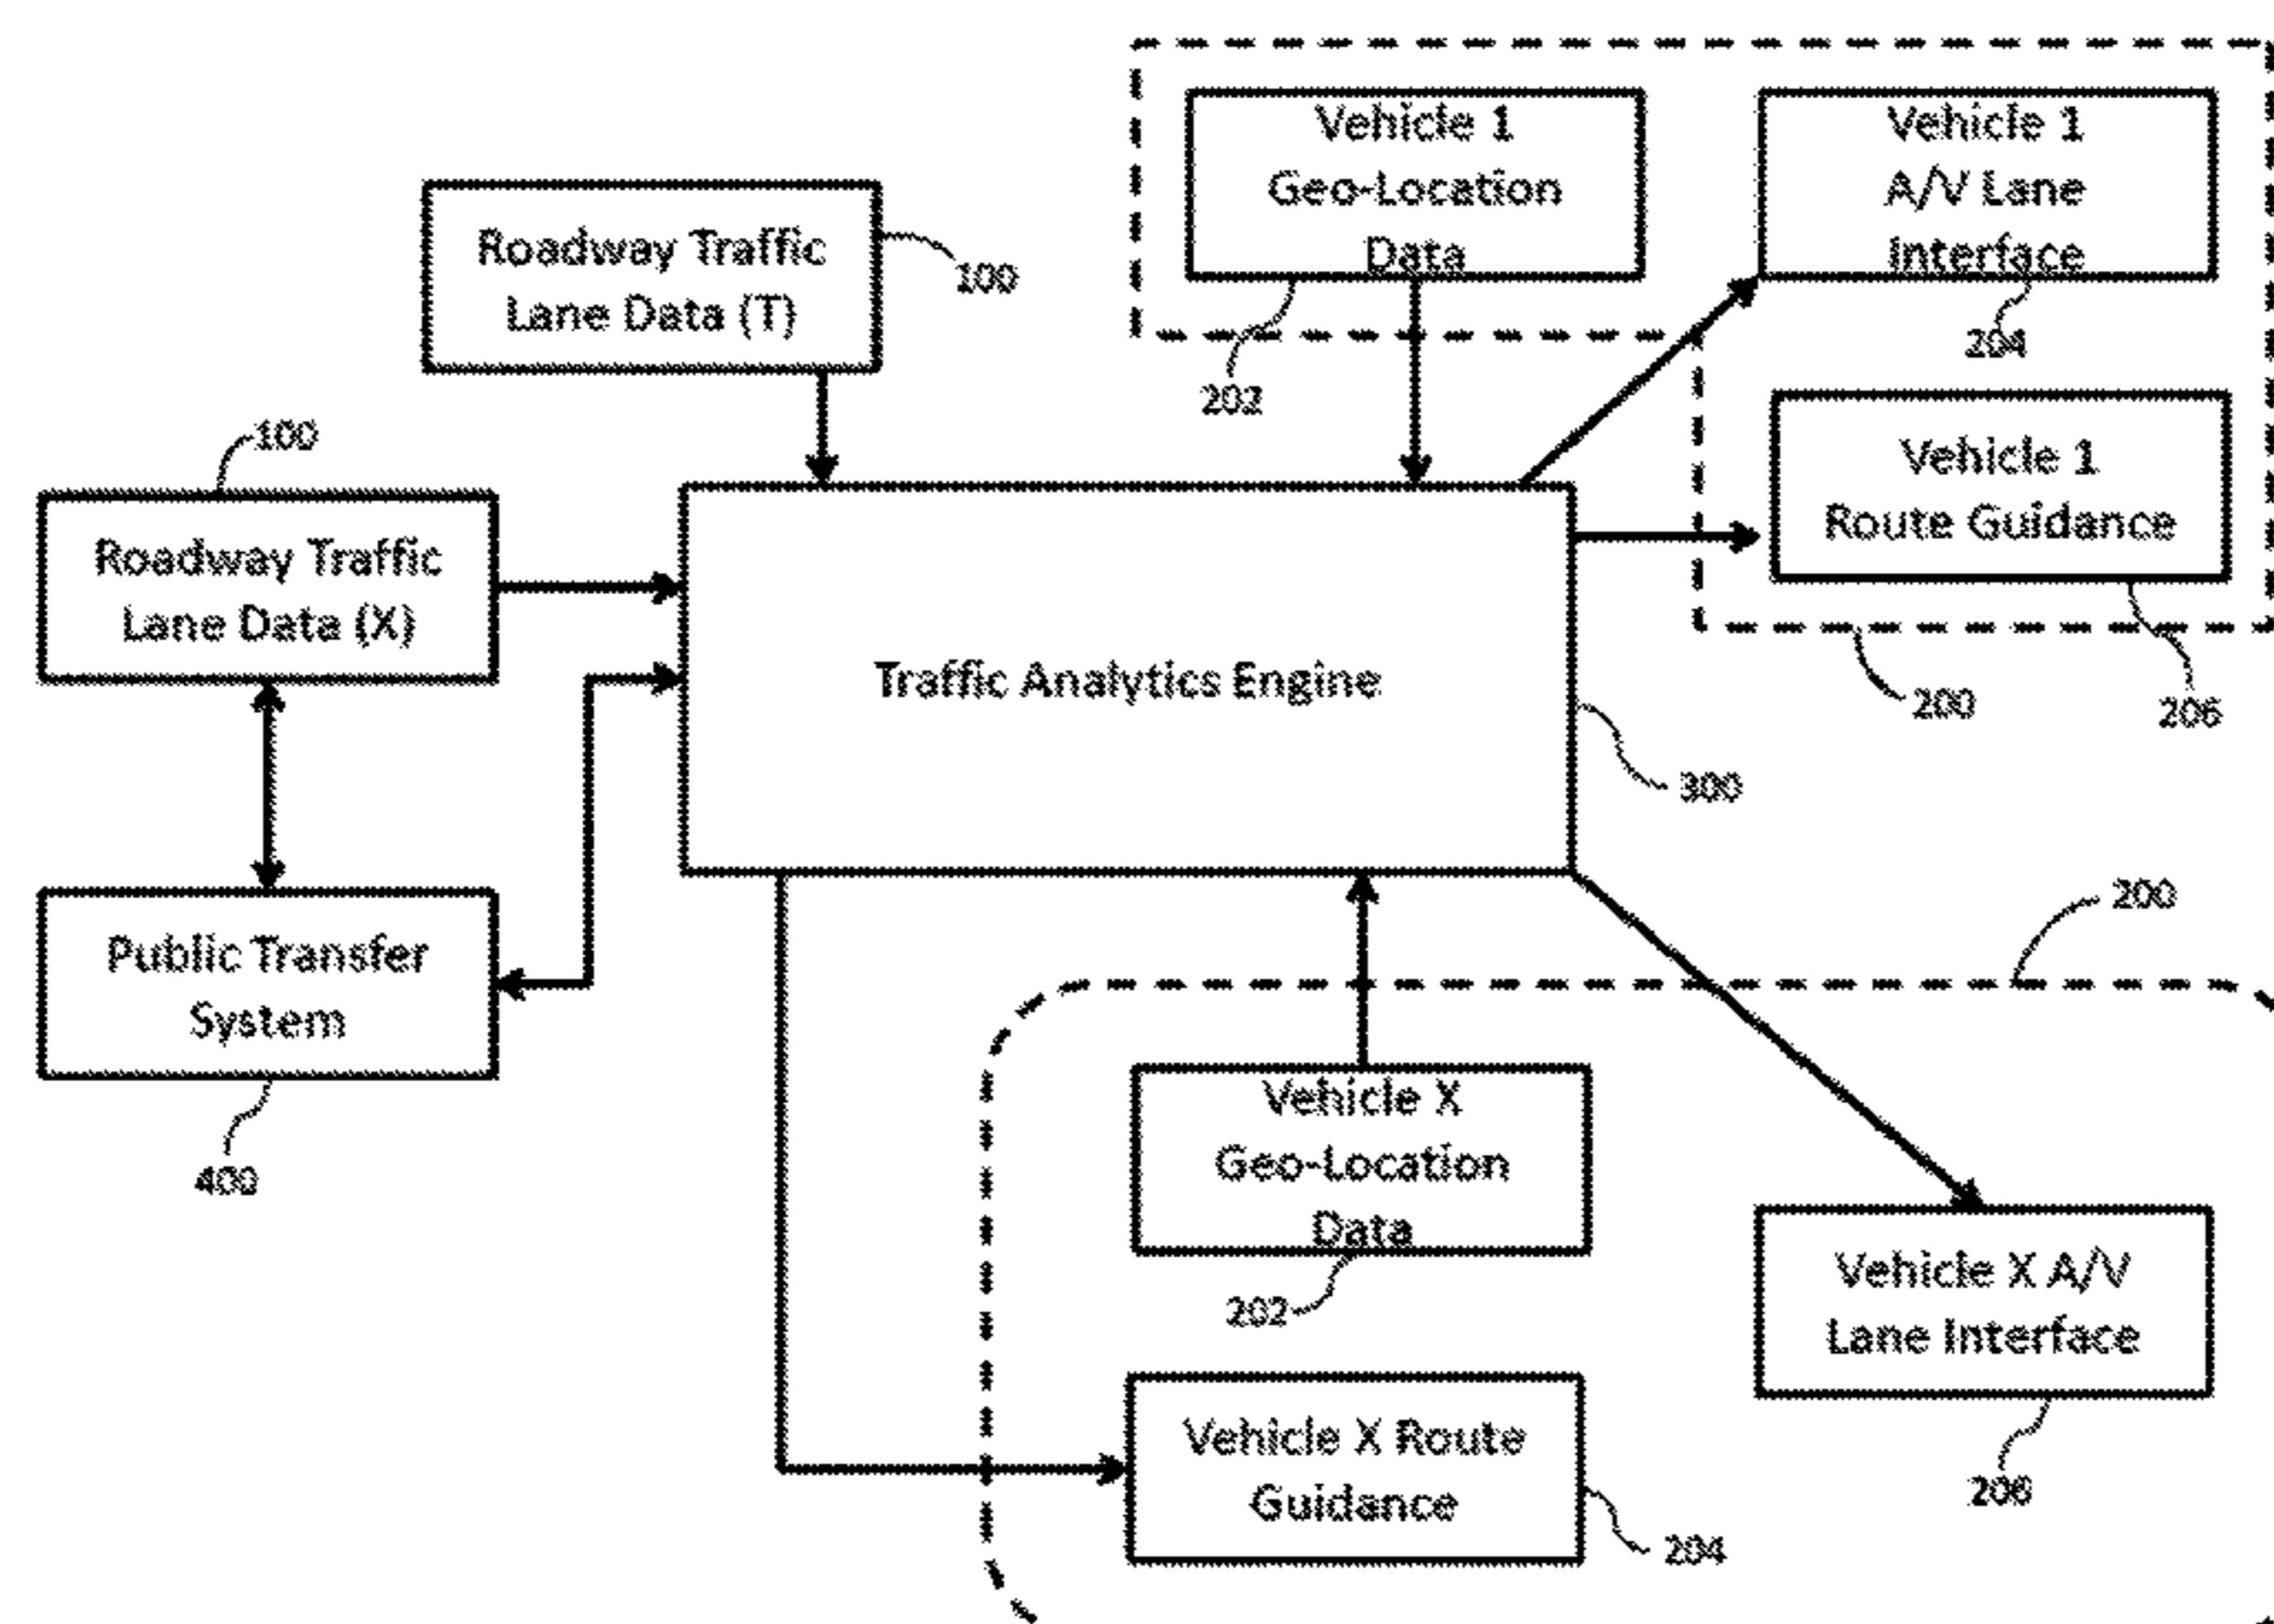 Vehicle 1
Geo-Location
Data
202
Vehicle 1
A/V Lane
Interface
204
Roadway Traffic
Lane Data (T)
100
Vehicle 1
Route Guidance
206
200
100
Roadway Traffic
Lane Data (X)
Traffic Analytics Engine
300
Public Transfer
System
400
200
Vehicle X
Geo-Location
Data
202
Vehicle X A/V
Lane Interface
206
Vehicle X Route
Guidance
204